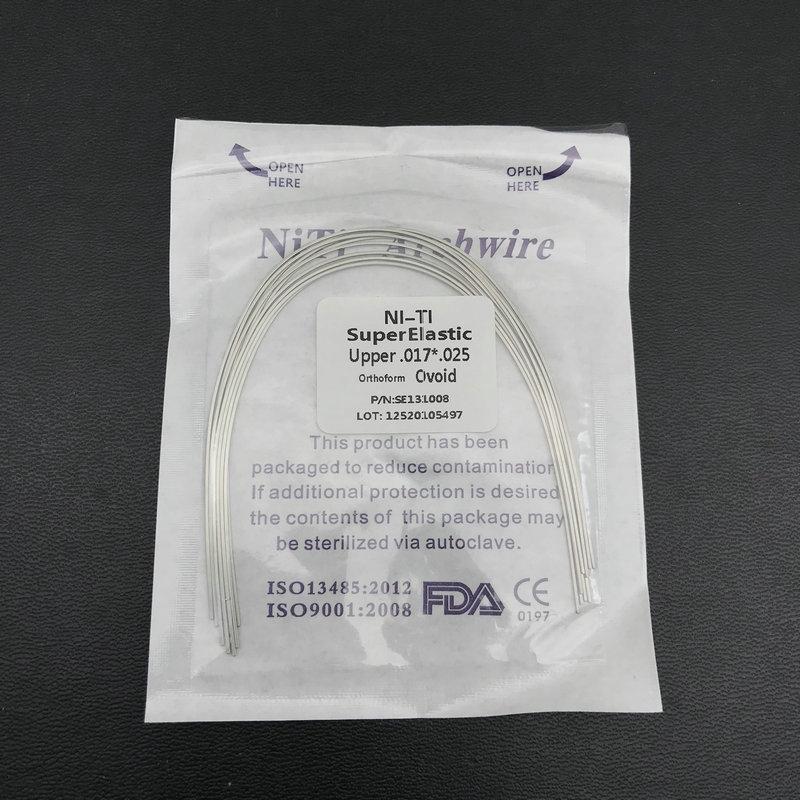 OPEN HERE
OPEN HERE
NiTi Archwire
NI-TI
SuperElastic
Upper .017*.025
Orthoform Ovoid
P/N:SE131008
LOT: 12520105497
This product has been
packaged to reduce contamination
If additional protection is desired
the contents of this package may
be sterilized via autoclave.
ISO13485:2012
ISO9001:2008
FDA
CE
0197